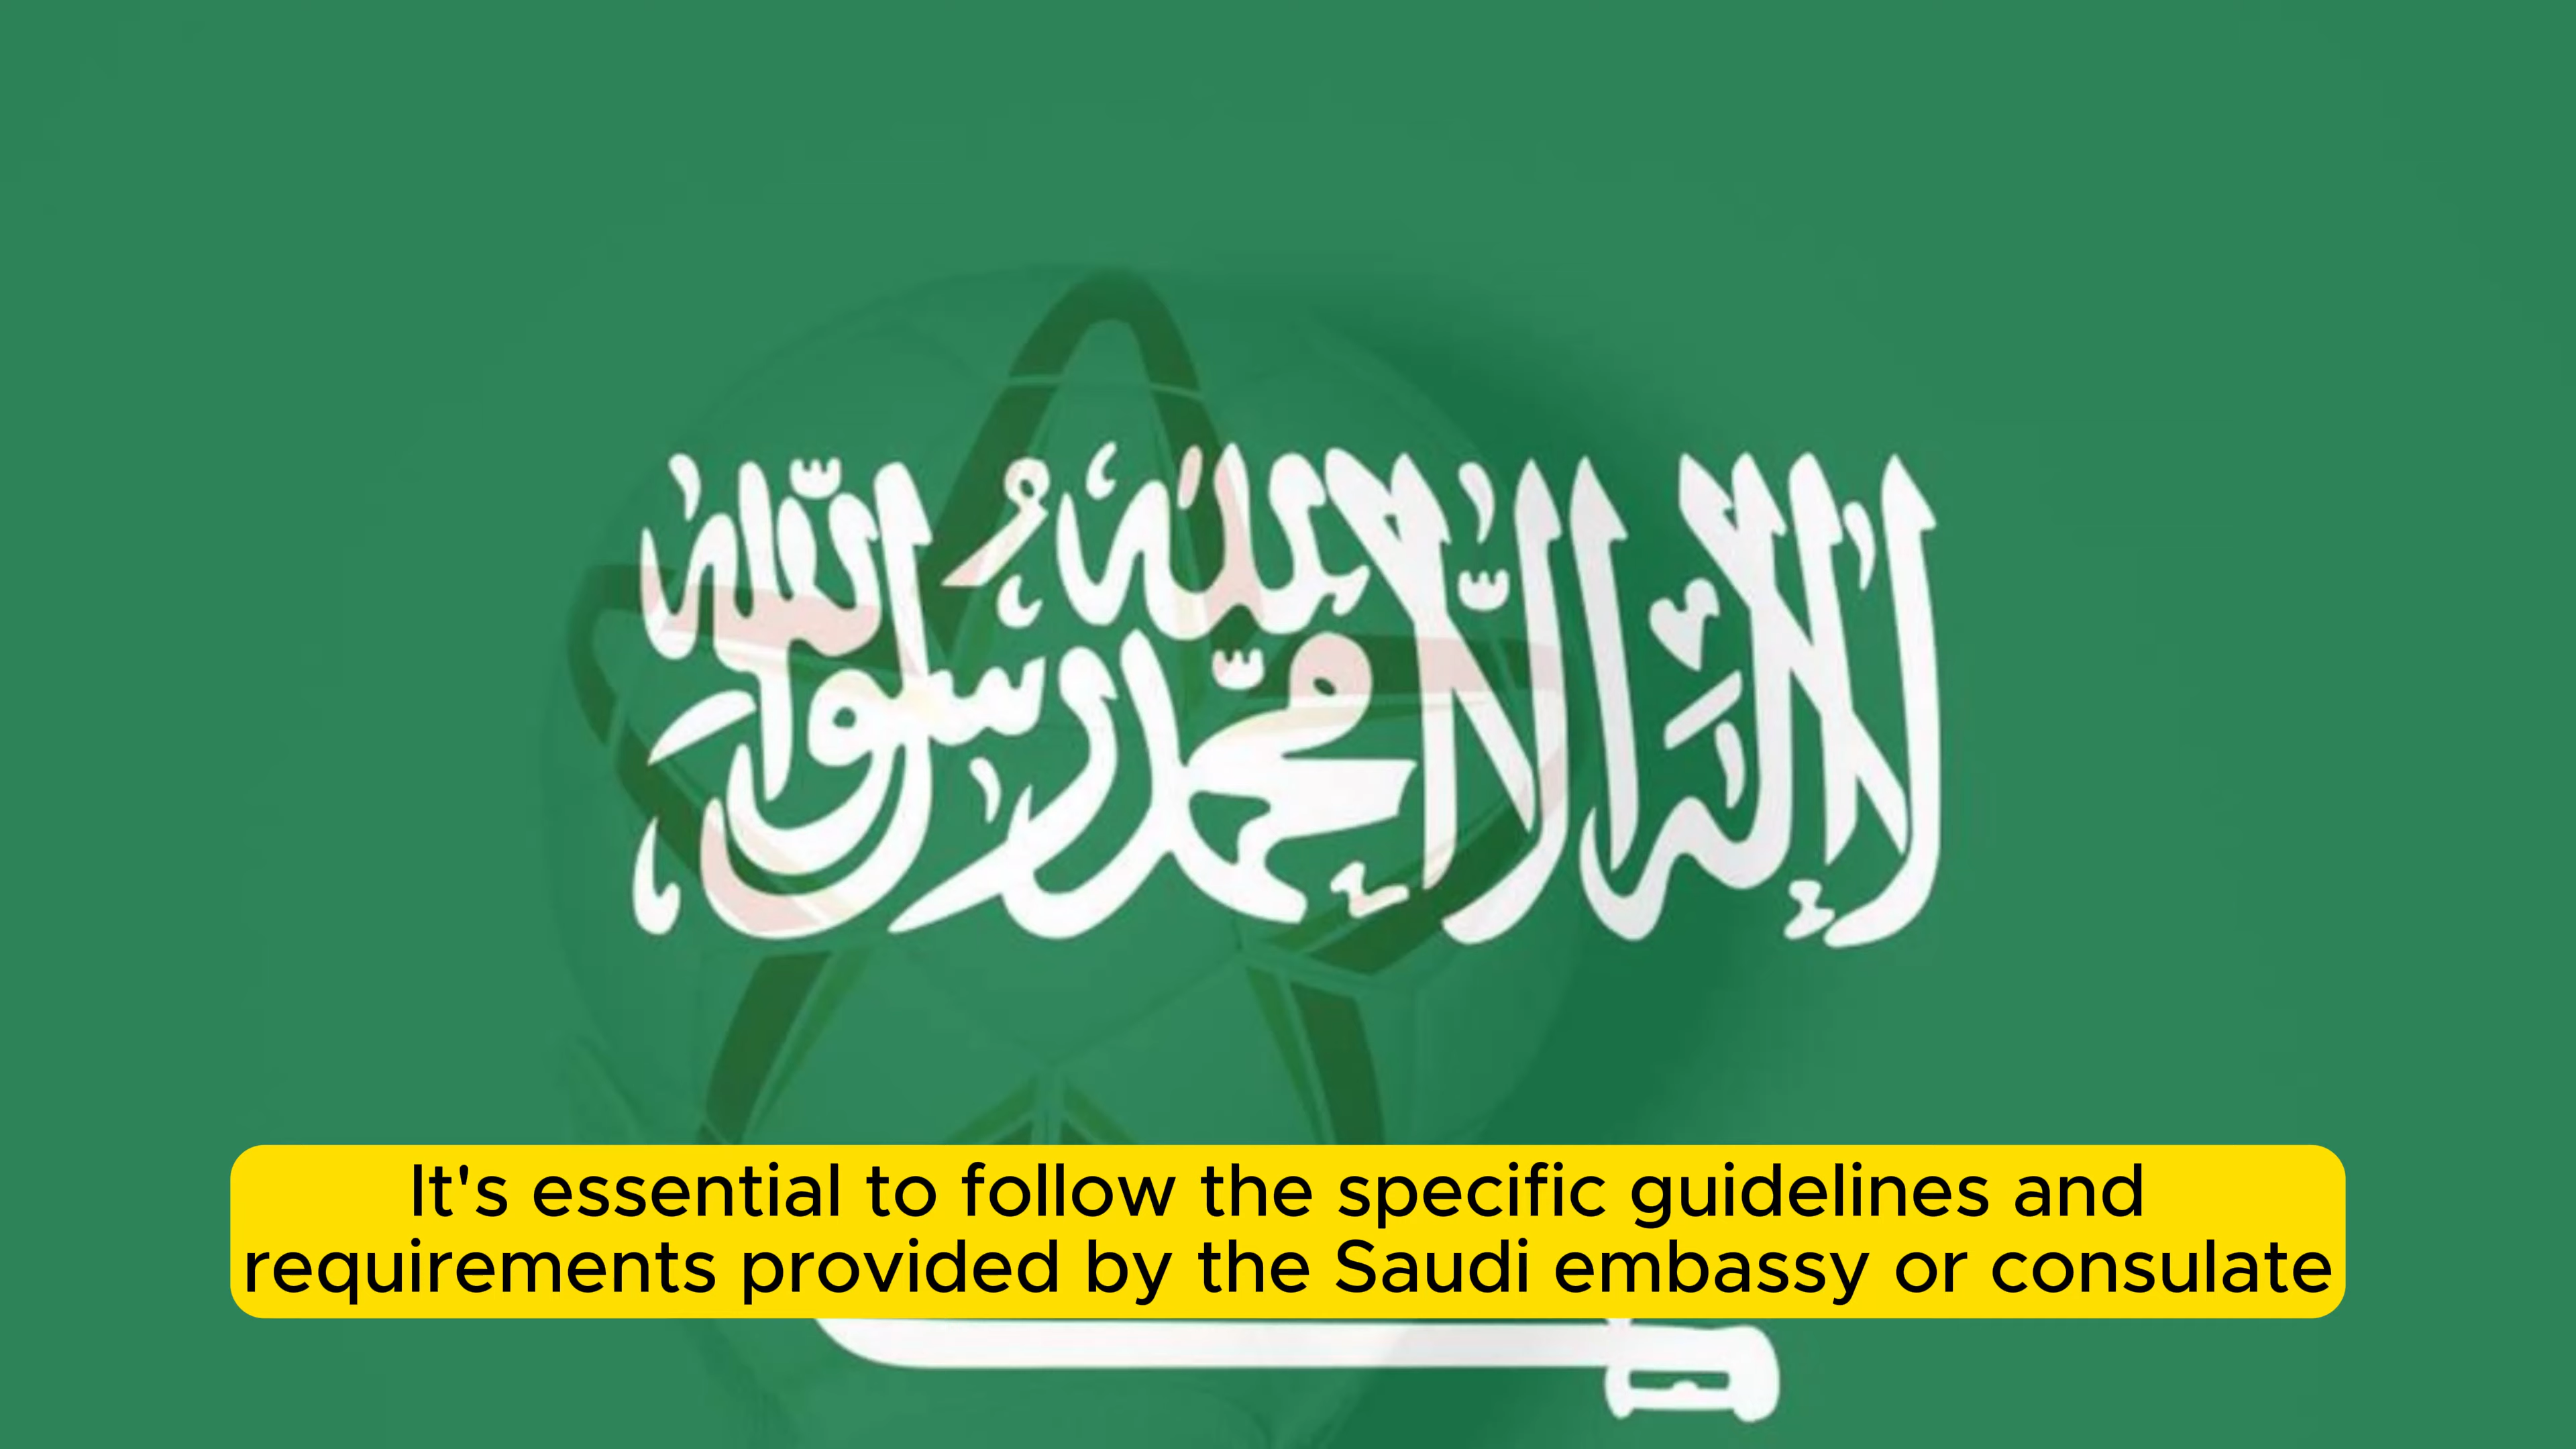 لا إله إلا الله محمد رسول الله
It's essential to follow the specific guidelines and
requirements provided by the Saudi embassy or consulate